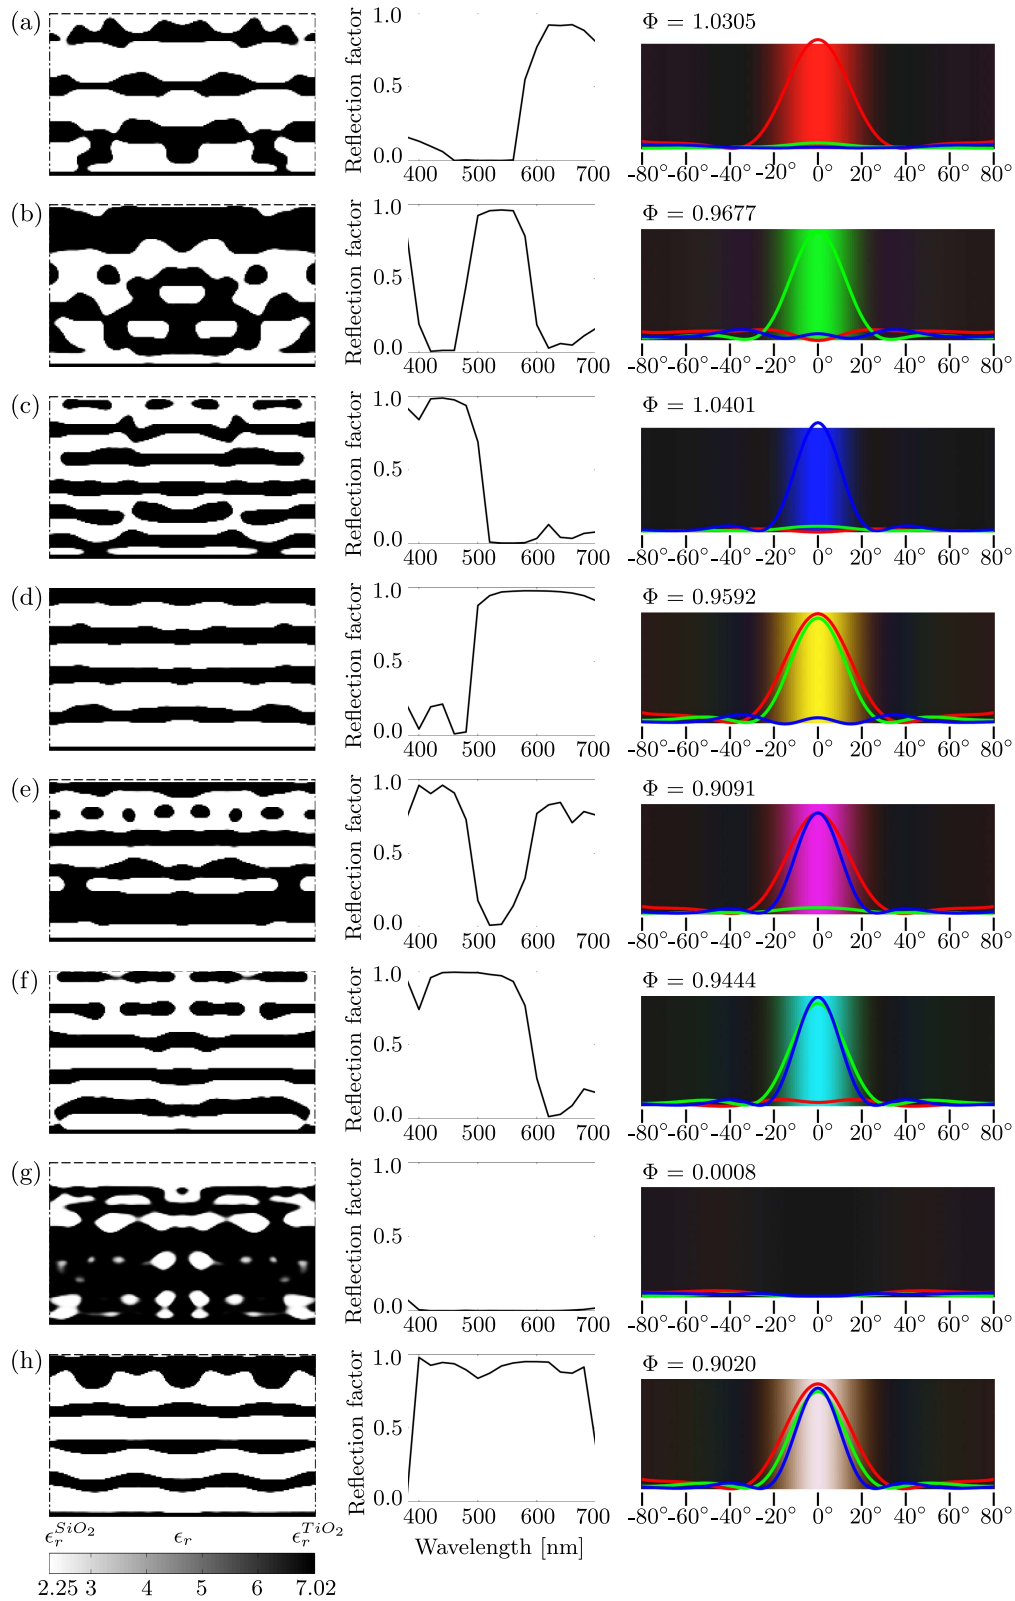 (a)
Reflection factor
1.0
0.5
0.0
400 500 600 700
Φ = 1.0305
-80° -60° -40° -20° 0° 20° 40° 60° 80°
(b)
Reflection factor
1.0
0.5
0.0
400 500 600 700
Φ = 0.9677
-80° -60° -40° -20° 0° 20° 40° 60° 80°
(c)
Reflection factor
1.0
0.5
0.0
400 500 600 700
Φ = 1.0401
-80° -60° -40° -20° 0° 20° 40° 60° 80°
(d)
Reflection factor
1.0
0.5
0.0
400 500 600 700
Φ = 0.9592
-80° -60° -40° -20° 0° 20° 40° 60° 80°
(e)
Reflection factor
1.0
0.5
0.0
400 500 600 700
Φ = 0.9091
-80° -60° -40° -20° 0° 20° 40° 60° 80°
(f)
Reflection factor
1.0
0.5
0.0
400 500 600 700
Φ = 0.9444
-80° -60° -40° -20° 0° 20° 40° 60° 80°
(g)
Reflection factor
1.0
0.5
0.0
400 500 600 700
Φ = 0.0008
-80° -60° -40° -20° 0° 20° 40° 60° 80°
(h)
Reflection factor
1.0
0.5
0.0
400 500 600 700
Wavelength [nm]
Φ = 0.9020
-80° -60° -40° -20° 0° 20° 40° 60° 80°
ϵ_r^{SiO_2} ϵ_r ϵ_r^{TiO_2}
2.25 3 4 5 6 7.02